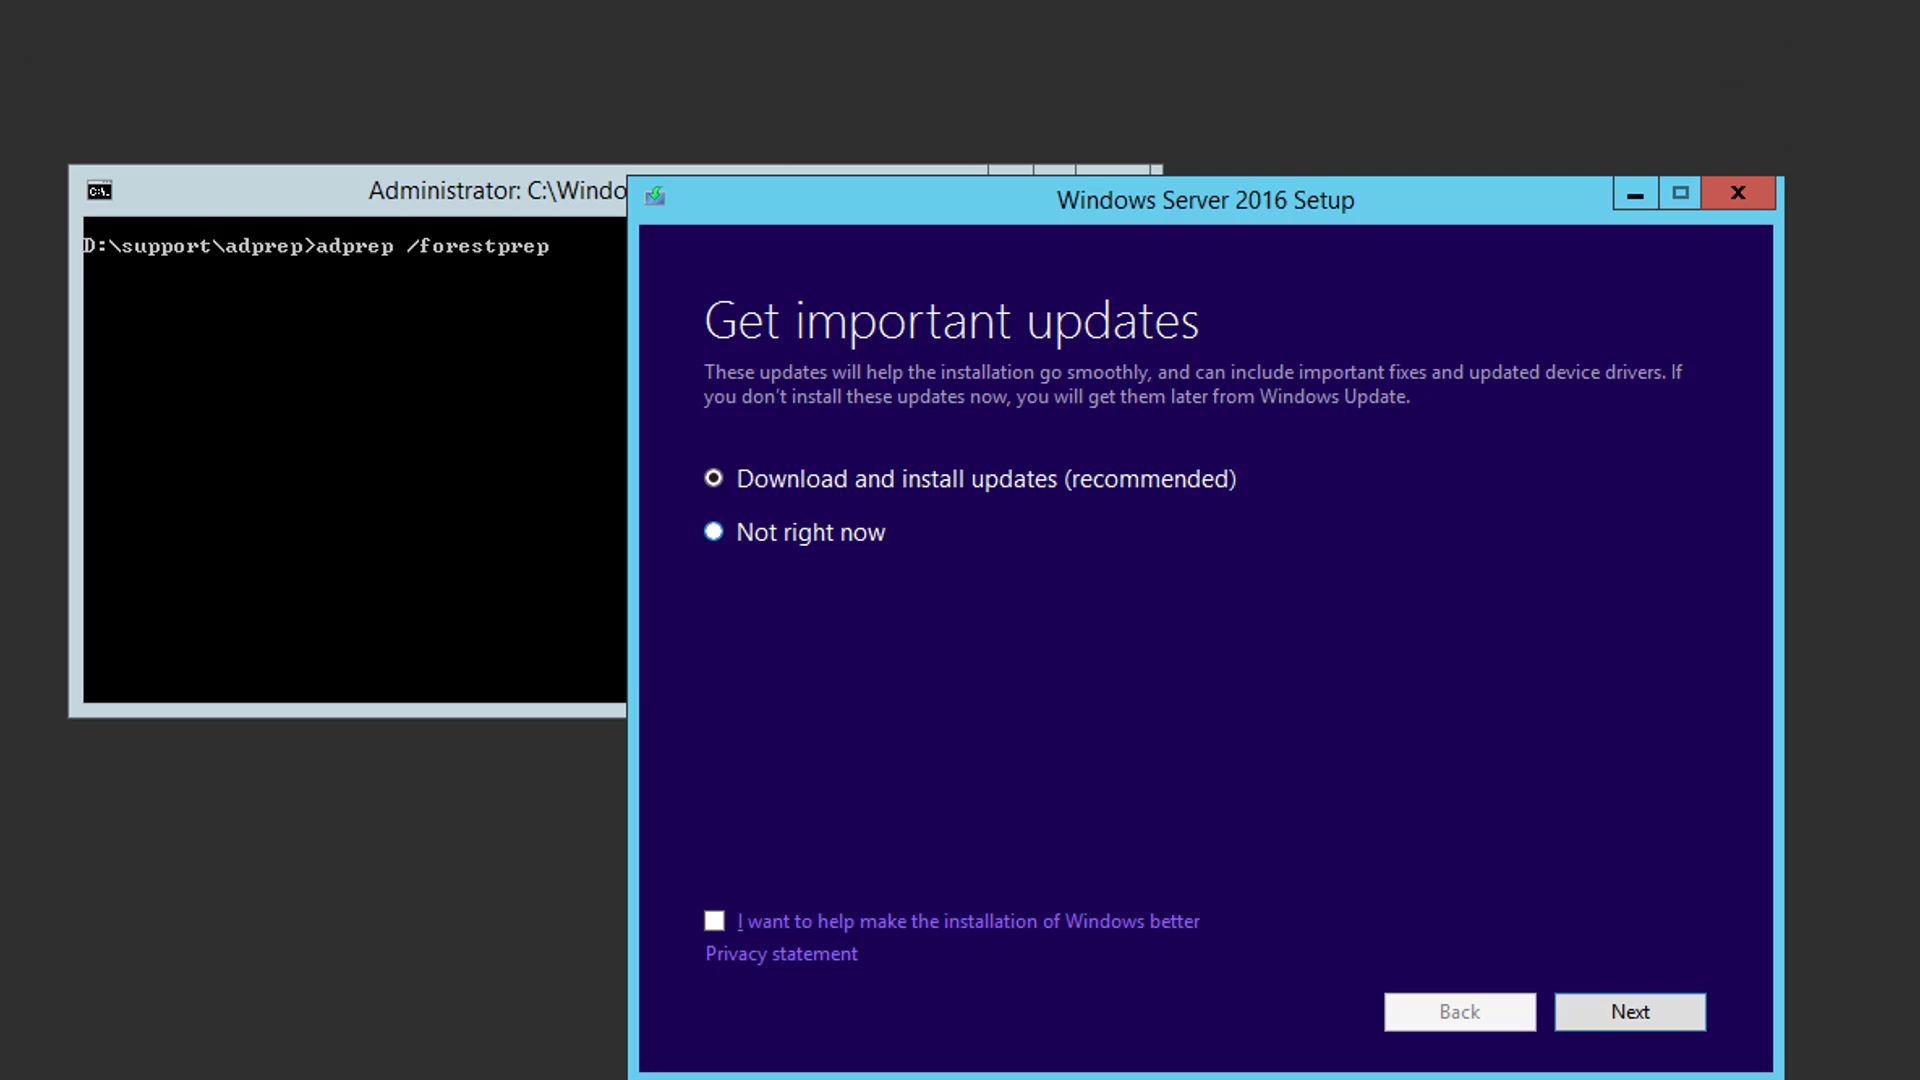 Administrator: C:\Windo
D:\support\adprep>adprep /forestprep
Windows Server 2016 Setup
Get important updates
These updates will help the installation go smoothly, and can include important fixes and updated device drivers. If
you don't install these updates now, you will get them later from Windows Update.
Download and install updates (recommended)
Not right now
I want to help make the installation of Windows better
Privacy statement
Back
Next